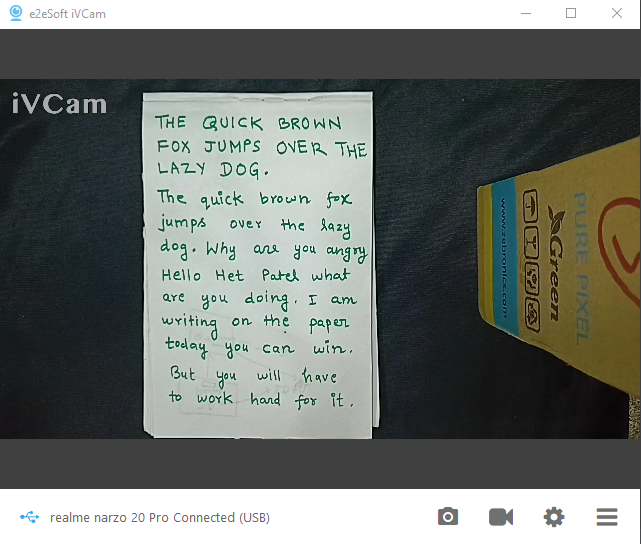 e2eSoft iVCam
iVCam
THE QUICK BROWN
FOX JUMPS OVER THE
LAZY DOG.
The quick brown fox
jumps over the lazy
dog. Why are you angry
Hello Het Patel what
are you doing. I am
writing on the paper
today you can win.
But you will have
to work hard for it.
PURE PIXEL
Green
www.zebronics.com
realme narzo 20 Pro Connected (USB)